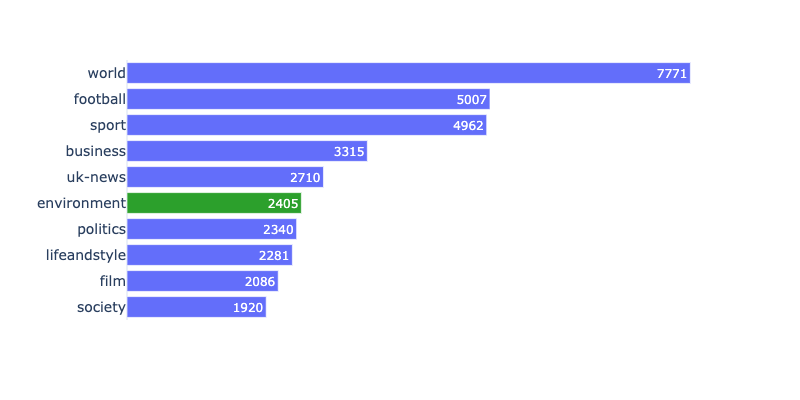 world 7771
football 5007
sport 4962
business 3315
uk-news 2710
environment 2405
politics 2340
lifeandstyle 2281
film 2086
society 1920